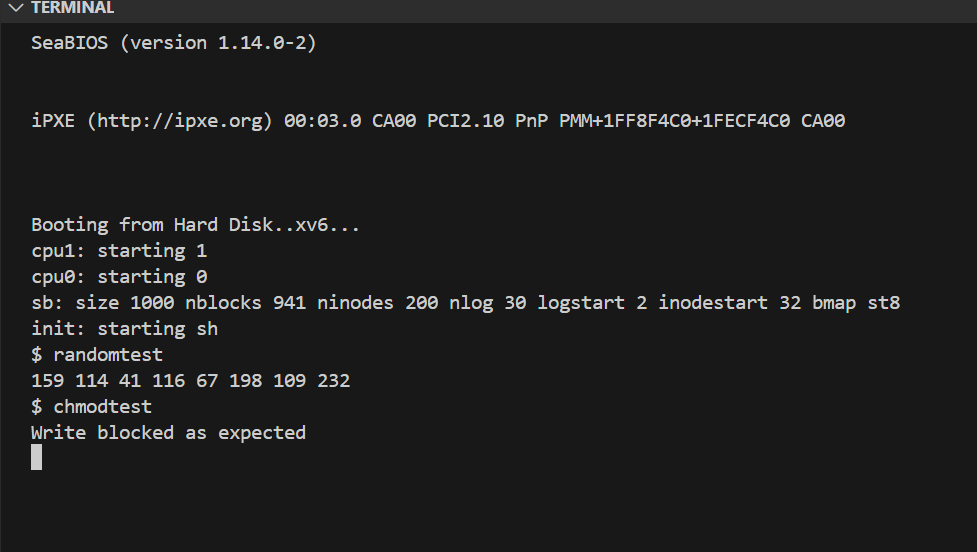 TERMINAL
SeaBIOS (version 1.14.0-2)
iPXE (http://ipxe.org) 00:03.0 CA00 PCI2.10 PnP PMM+1FF8F4C0+1FECF4C0 CA00
Booting from Hard Disk..xv6...
cpu1: starting 1
cpu0: starting 0
sb: size 1000 nblocks 941 ninodes 200 nlog 30 logstart 2 inodestart 32 bmap st8
init: starting sh
$ randomtest
159 114 41 116 67 198 109 232
$ chmodtest
Write blocked as expected